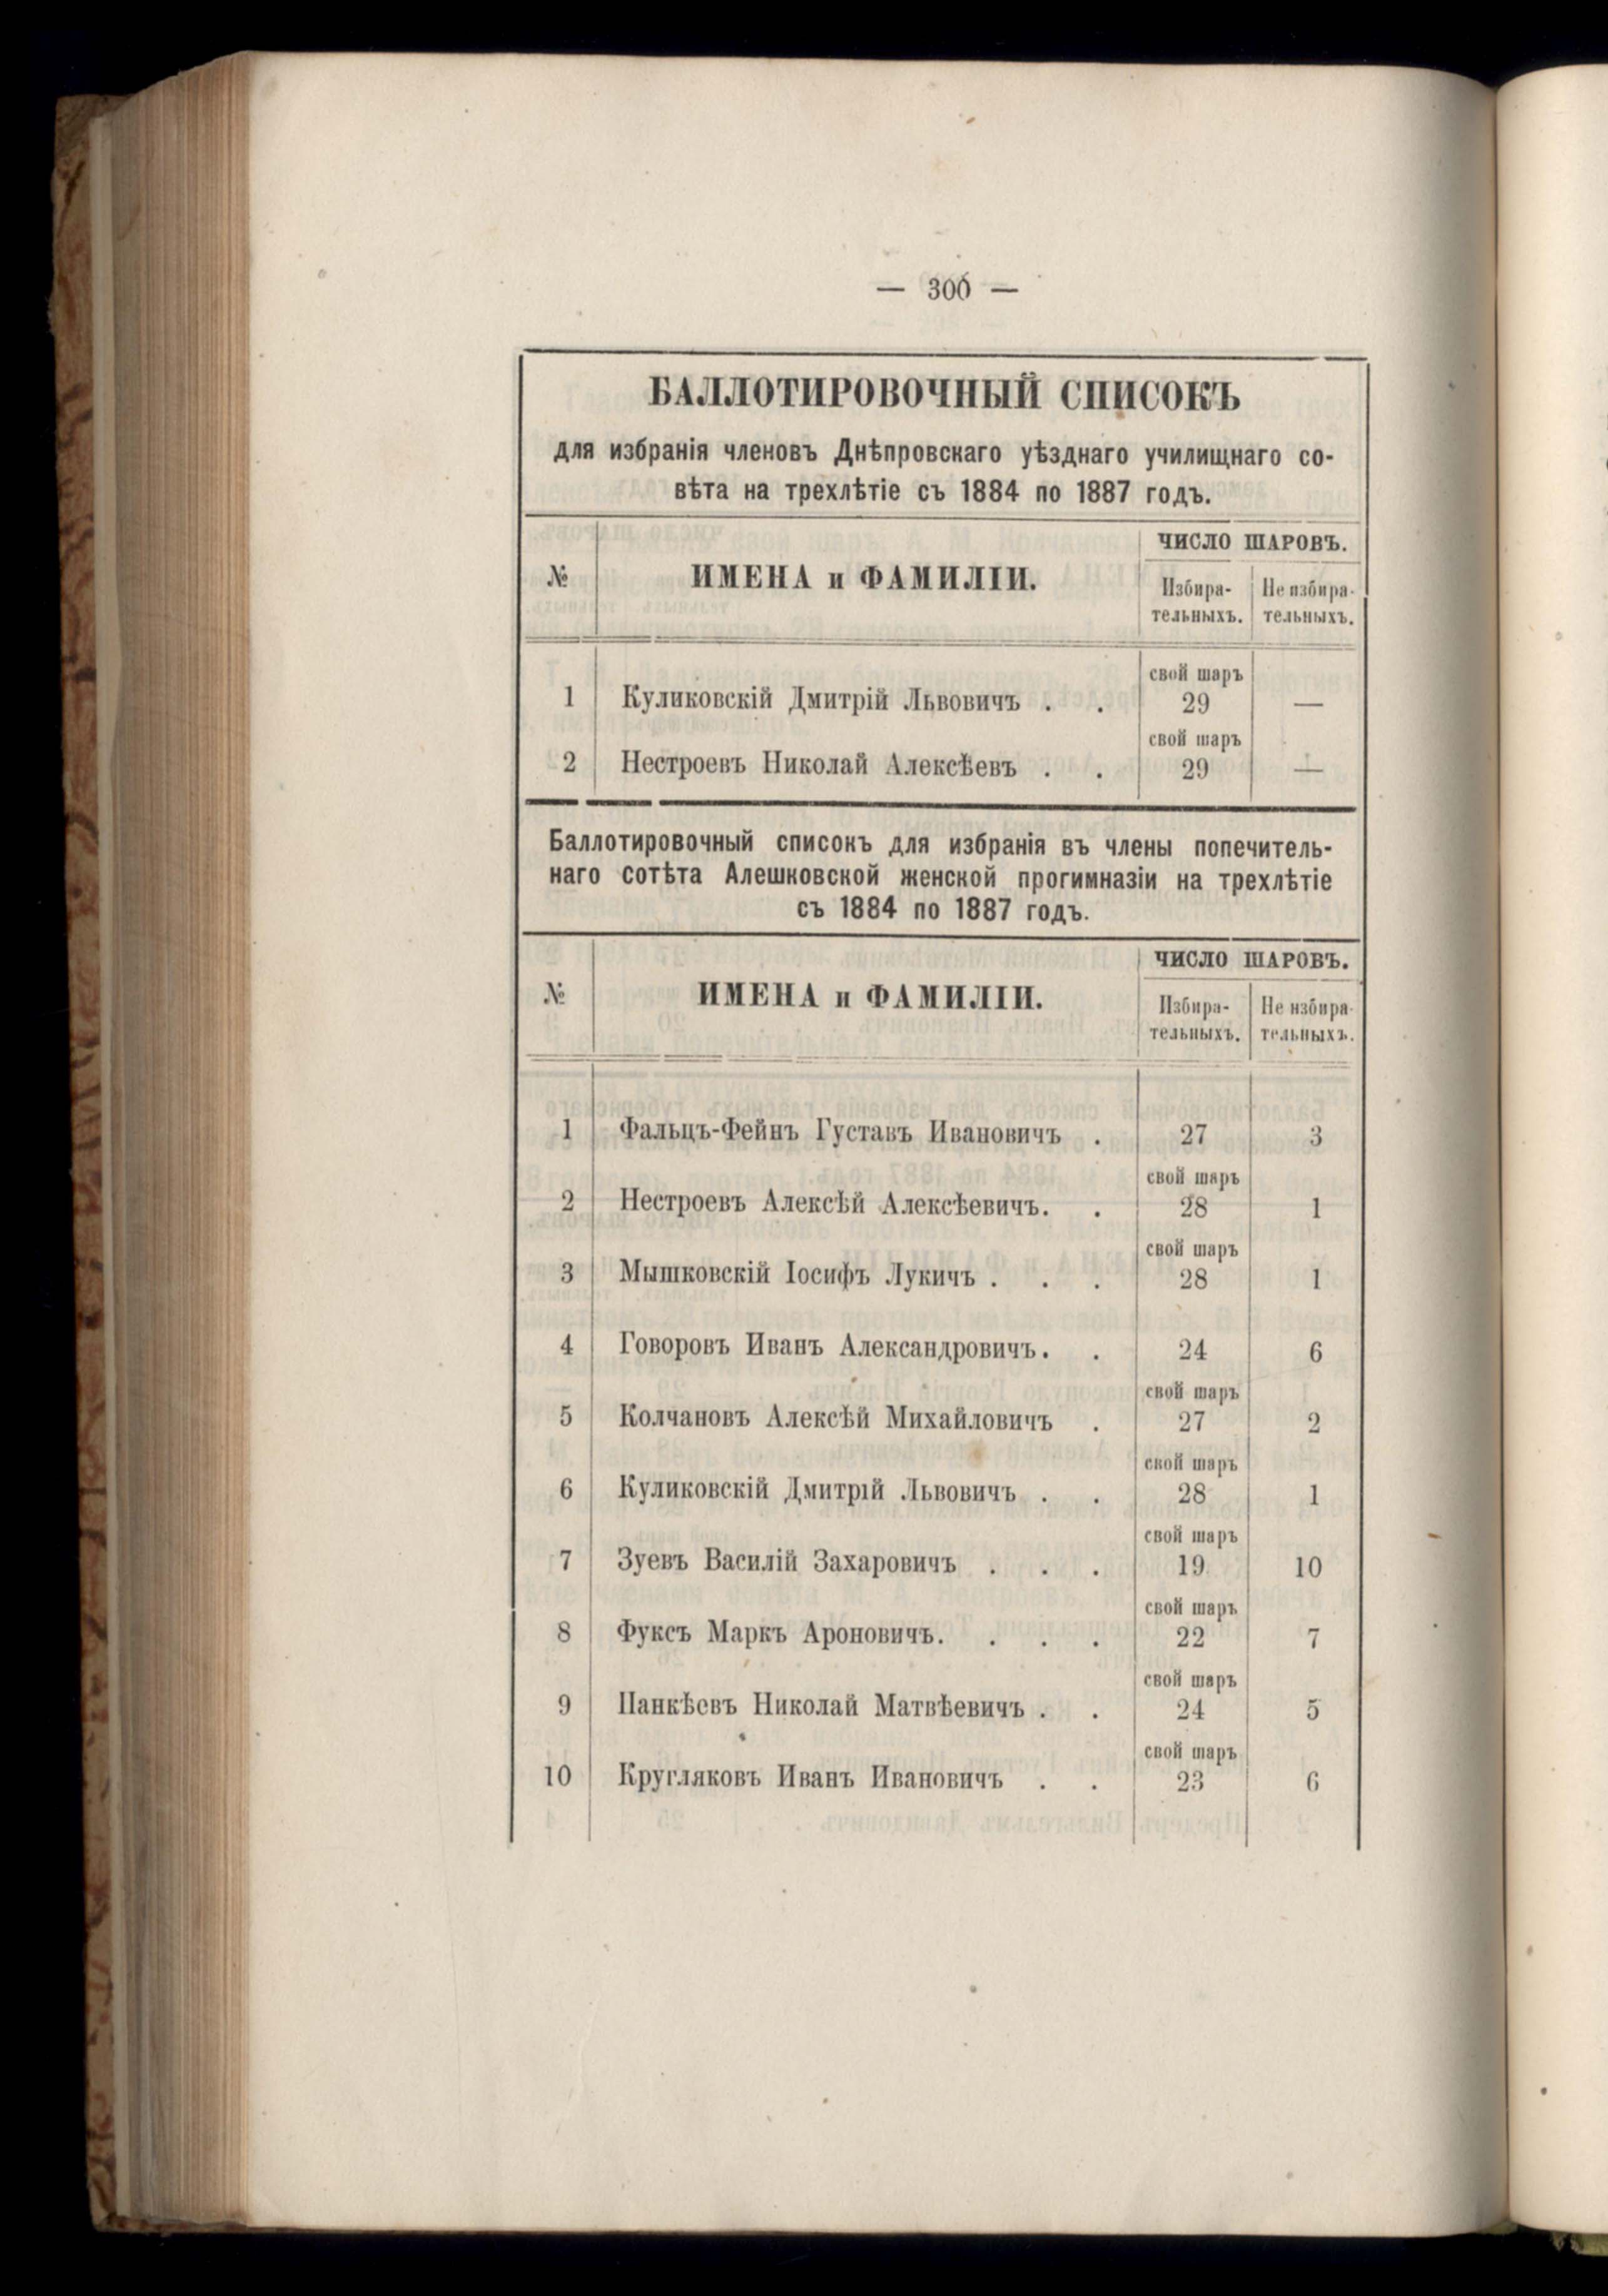 — 300 —
БАЛЛОТИРОВОЧНЫЙ СПИСОКЪ
для избранія членовъ Днѣпровскаго уѣзднаго училищнаго со-
вѣта на трехлѣтіе съ 1884 по 1887 годъ.
№ ИМЕНА и ФАМИЛІИ. ЧИСЛО ШАРОВЪ.
Избира- Не избира-
тельныхъ. тельныхъ.
свой шаръ
1 Куликовскій Дмитрій Львовичъ . . 29 —
свой шаръ
2 Нестроевъ Николай Алексѣевъ . . 29 —
Баллотировочный списокъ для избранія въ члены попечитель-
наго сотѣта Алешковской женской прогимназіи на трехлѣтіе
съ 1884 по 1887 годъ.
№ ИМЕНА и ФАМИЛІИ. ЧИСЛО ШАРОВЪ.
Избира- Не избира-
тельныхъ. тельныхъ.
1 Фальцъ-Фейнъ Густавъ Ивановичъ . 27 3
свой шаръ
2 Нестроевъ Алексѣй Алексѣевичъ. . 28 1
свой шаръ
3 Мышковскій Іосифъ Лукичъ . . . 28 1
4 Говоровъ Иванъ Александровичъ. . 24 6
свой шаръ
5 Колчановъ Алексѣй Михайловичъ . 27 2
свой шаръ
6 Куликовскій Дмитрій Львовичъ . . 28 1
свой шаръ
7 Зуевъ Василій Захаровичъ . . . 19 10
свой шаръ
8 Фуксъ Маркъ Ароновичъ. . . . 22 7
свой шаръ
9 Панкѣевъ Николай Матвѣевичъ . . 24 5
свой шаръ
10 Кругляковъ Иванъ Ивановичъ . . 23 6